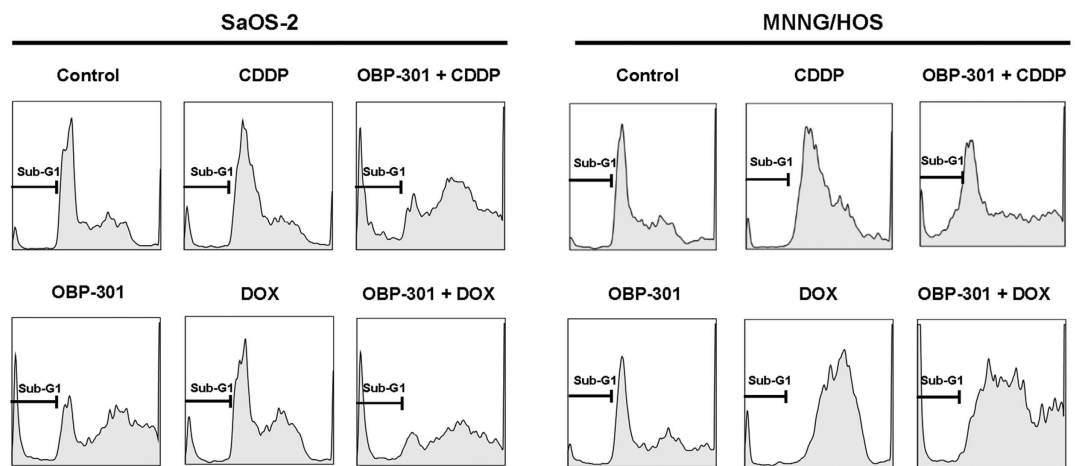 SaOS-2
MNNG/HOS
Control
CDDP
OBP-301 + CDDP
Control
CDDP
OBP-301 + CDDP
Sub-G1
Sub-G1
Sub-G1
Sub-G1
Sub-G1
Sub-G1
OBP-301
DOX
OBP-301 + DOX
OBP-301
DOX
OBP-301 + DOX
Sub-G1
Sub-G1
Sub-G1
Sub-G1
Sub-G1
Sub-G1